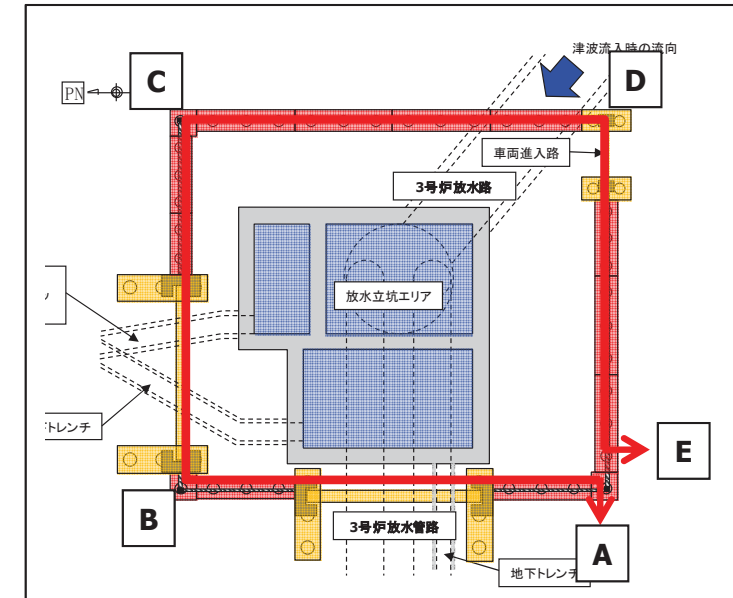 津波流入時の流向
C
D
PN
車両進入路
3号炉放水路
放水立坑エリア
トレンチ
E
B
3号炉放水管路
A
地下トレンチ